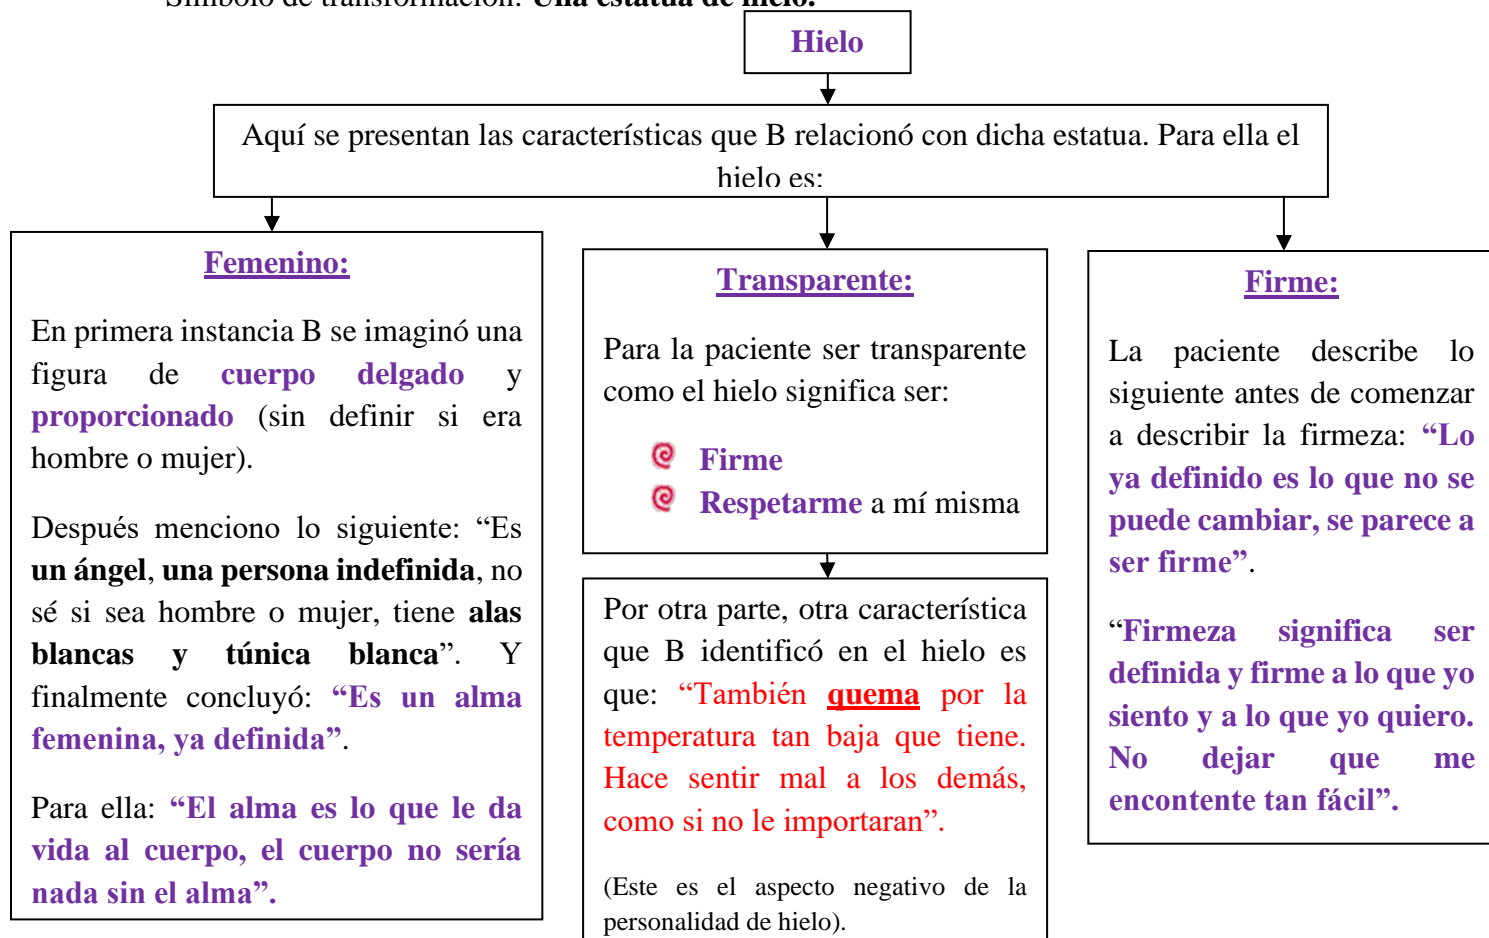 Símbolo de transformación: Una estatua de hielo.
Hielo
Aquí se presentan las características que B relacionó con dicha estatua. Para ella el
hielo es:
Femenino:
En primera instancia B se imaginó una
figura de cuerpo delgado y
proporcionado (sin definir si era
hombre o mujer).
Después menciono lo siguiente: “Es
un ángel, una persona indefinida, no
sé si sea hombre o mujer, tiene alas
blancas y túnica blanca”. Y
finalmente concluyó: “Es un alma
femenina, ya definida”.
Para ella: “El alma es lo que le da
vida al cuerpo, el cuerpo no sería
nada sin el alma”.
Transparente:
Para la paciente ser transparente
como el hielo significa ser:
Firme
Respetarme a mí misma
Por otra parte, otra característica
que B identificó en el hielo es
que: “También quema por la
temperatura tan baja que tiene.
Hace sentir mal a los demás,
como si no le importaran”.
(Este es el aspecto negativo de la
personalidad de hielo).
Firme:
La paciente describe lo
siguiente antes de comenzar
a describir la firmeza: “Lo
ya definido es lo que no se
puede cambiar, se parece a
ser firme”.
“Firmeza significa ser
definida y firme a lo que yo
siento y a lo que yo quiero.
No dejar que me
encontente tan fácil”.